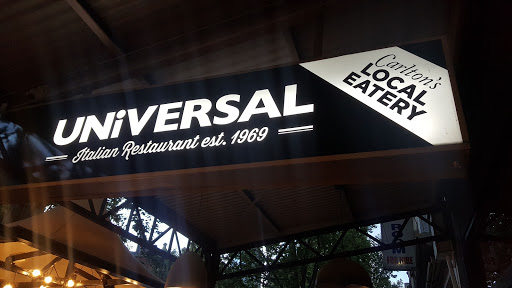 UNiVERSAL
Italian Restaurant est. 1969
Carlton's
LOCAL
EATERY